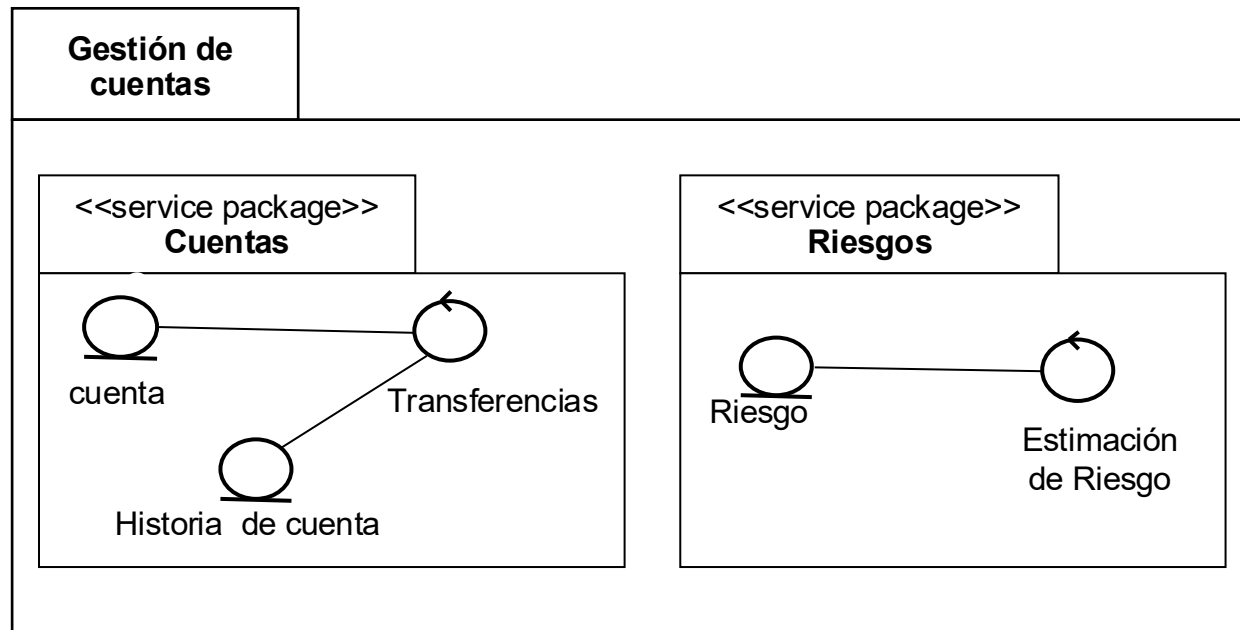 Gestión de
cuentas
<<service package>>
Cuentas
cuenta
Transferencias
Historia de cuenta
<<service package>>
Riesgos
Riesgo
Estimación
de Riesgo